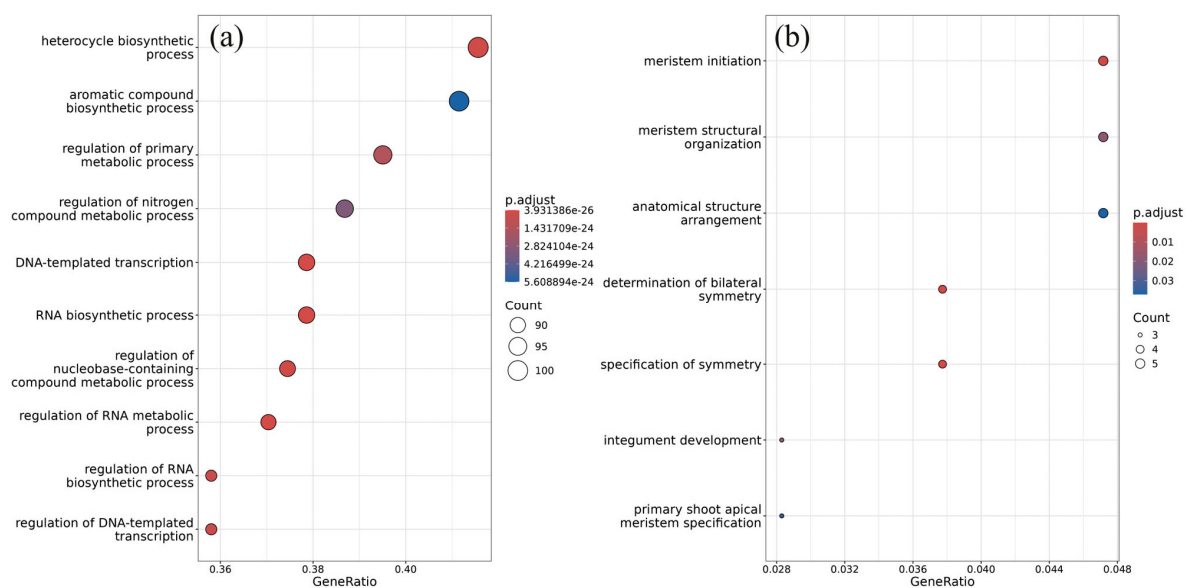 (a)
heterocycle biosynthetic
process
aromatic compound
biosynthetic process
regulation of primary
metabolic process
regulation of nitrogen
compound metabolic process
DNA-templated transcription
RNA biosynthetic process
regulation of
nucleobase-containing
compound metabolic process
regulation of RNA metabolic
process
regulation of RNA
biosynthetic process
regulation of DNA-templated
transcription
0.36 0.38 0.40
GeneRatio
p.adjust
3.931386e-26
1.431709e-24
2.824104e-24
4.216499e-24
5.608894e-24
Count
90
95
100
(b)
meristem initiation
meristem structural
organization
anatomical structure
arrangement
determination of bilateral
symmetry
specification of symmetry
integument development
primary shoot apical
meristem specification
0.028 0.032 0.036 0.040 0.044 0.048
GeneRatio
p.adjust
0.01
0.02
0.03
Count
3
4
5